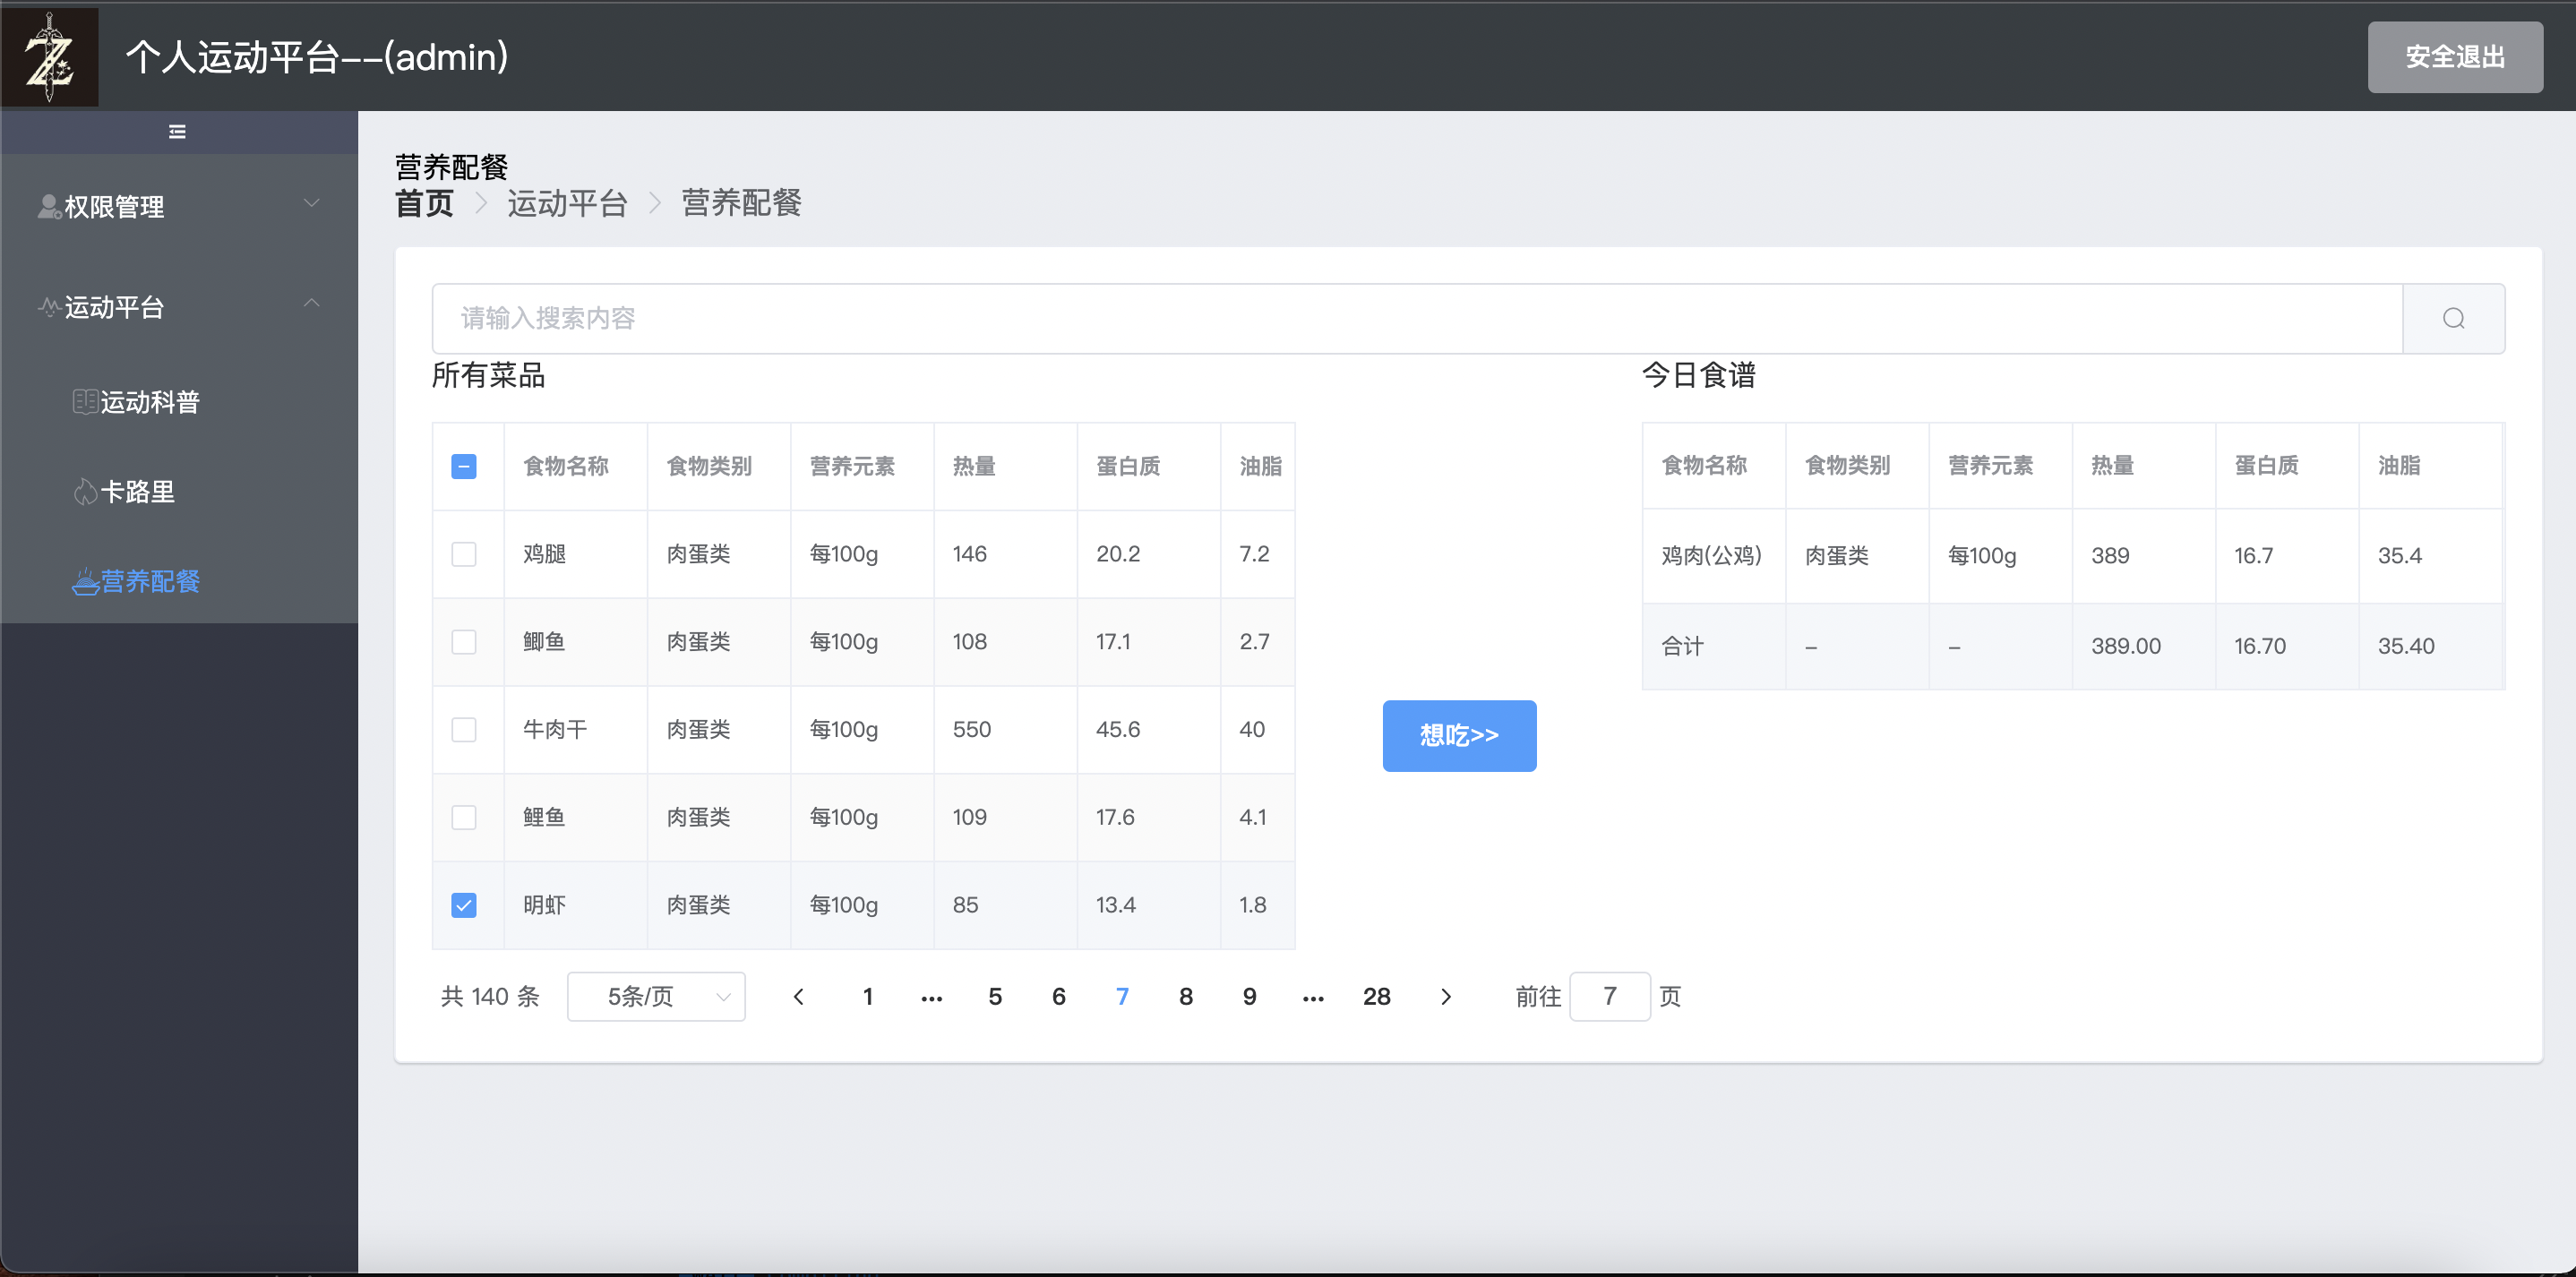 个人运动平台--(admin)
安全退出
权限管理
运动平台
运动科普
卡路里
营养配餐
营养配餐
首页 运动平台 营养配餐
请输入搜索内容
所有菜品
食物名称 食物类别 营养元素 热量 蛋白质 油脂
鸡腿 肉蛋类 每100g 146 20.2 7.2
鲫鱼 肉蛋类 每100g 108 17.1 2.7
牛肉干 肉蛋类 每100g 550 45.6 40
鲤鱼 肉蛋类 每100g 109 17.6 4.1
明虾 肉蛋类 每100g 85 13.4 1.8
想吃>>
今日食谱
食物名称 食物类别 营养元素 热量 蛋白质 油脂
鸡肉(公鸡) 肉蛋类 每100g 389 16.7 35.4
合计 – – 389.00 16.70 35.40
共 140 条 5条/页 1 ... 5 6 7 8 9 ... 28 前往 7 页